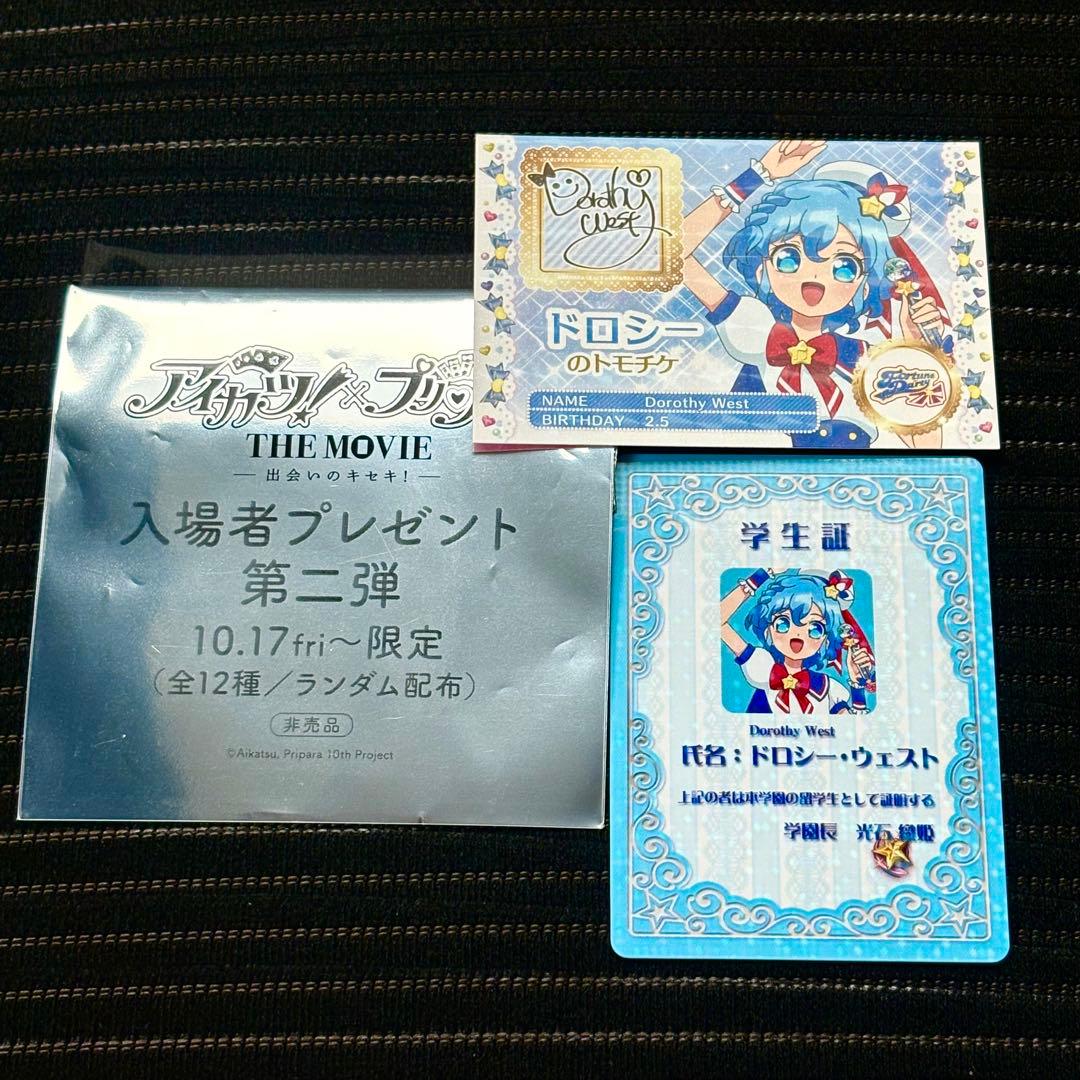 アイカツ!×プリ
THE MOVIE
出会いのキセキ!
入場者プレゼント
第二弾
10.17fri〜限定
(全12種/ランダム配布)
非売品
©Aikatsu, Pripara 10th Project
Dorothy
West
ドロシー
のトモチケ
NAME Dorothy West
BIRTHDAY 2.5
Fortune
Party
学生証
Dorothy West
氏名:ドロシー・ウェスト
上記の者は本学園の留学生として証明する
学園長 光石 織姫